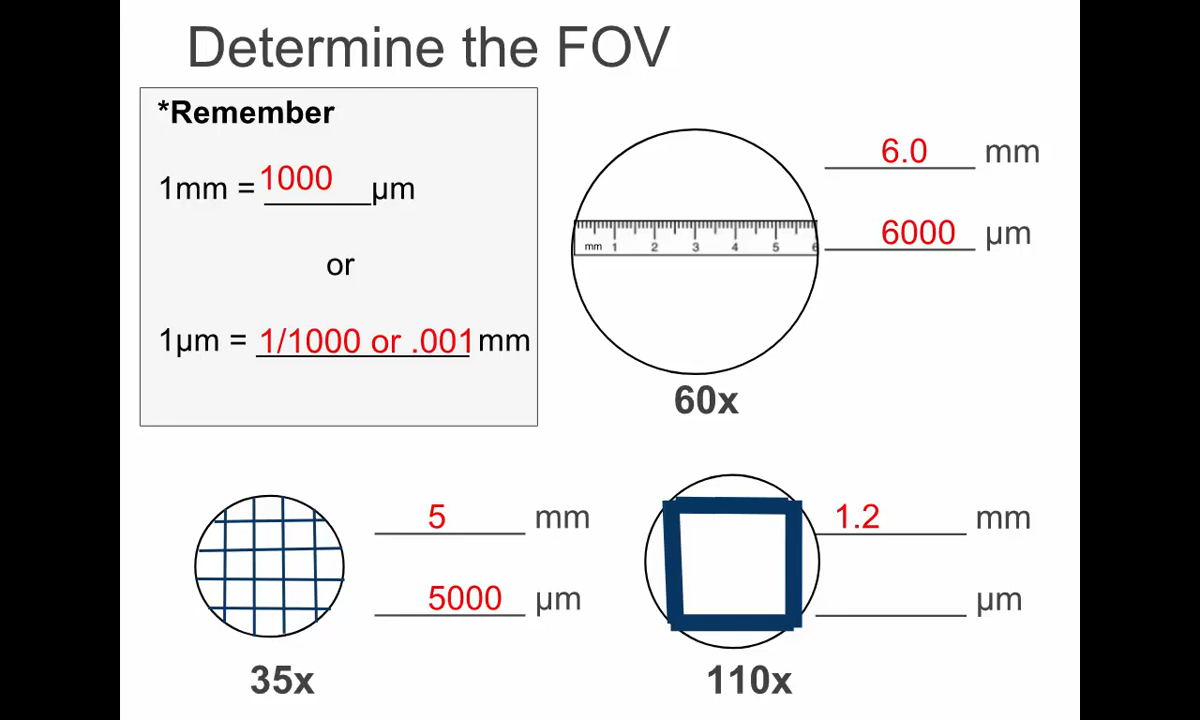 Determine the FOV
*Remember
1mm = 1000 µm
or
1µm = 1/1000 or .001 mm
6.0 mm
6000 µm
mm 1 2 3 4 5 6
60x
5 mm
5000 µm
35x
1.2 mm
µm
110x